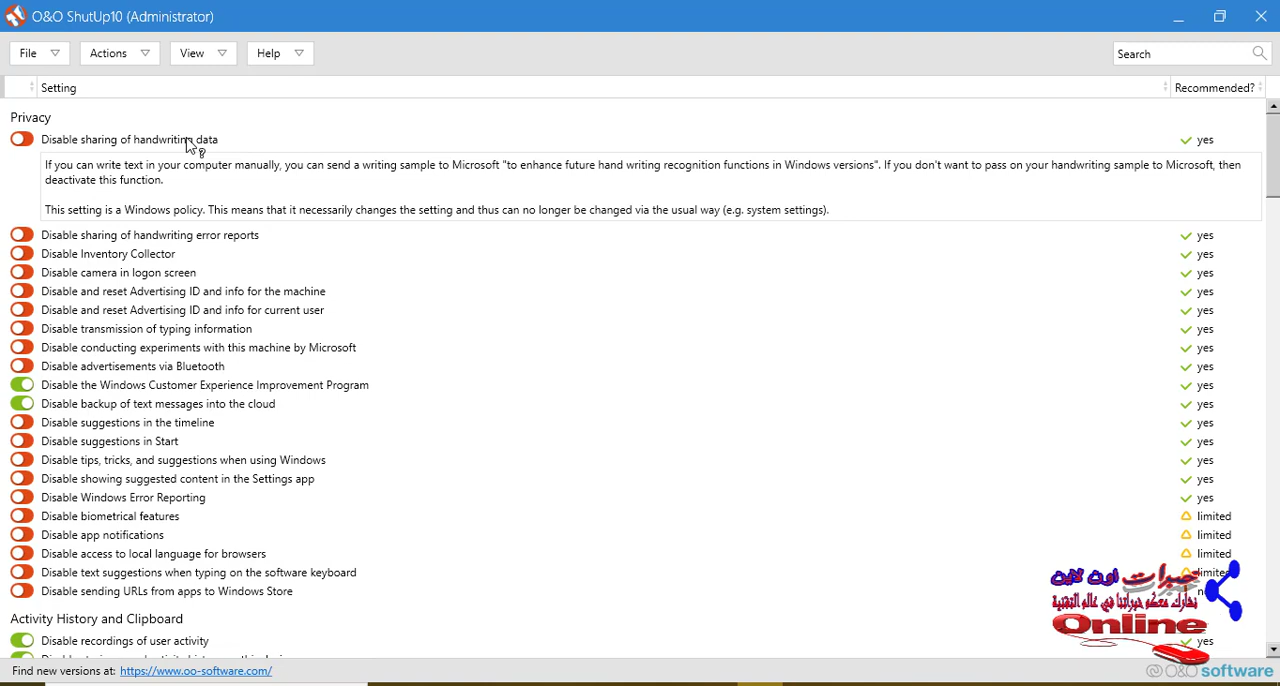 O&O ShutUp10 (Administrator)
File Actions View Help Search
Setting Recommended?
Privacy
Disable sharing of handwriting data yes
If you can write text in your computer manually, you can send a writing sample to Microsoft "to enhance future hand writing recognition functions in Windows versions". If you don't want to pass on your handwriting sample to Microsoft, then
deactivate this function.
This setting is a Windows policy. This means that it necessarily changes the setting and thus can no longer be changed via the usual way (e.g. system settings).
Disable sharing of handwriting error reports yes
Disable Inventory Collector yes
Disable camera in logon screen yes
Disable and reset Advertising ID and info for the machine yes
Disable and reset Advertising ID and info for current user yes
Disable transmission of typing information yes
Disable conducting experiments with this machine by Microsoft yes
Disable advertisements via Bluetooth yes
Disable the Windows Customer Experience Improvement Program yes
Disable backup of text messages into the cloud yes
Disable suggestions in the timeline yes
Disable suggestions in Start yes
Disable tips, tricks, and suggestions when using Windows yes
Disable showing suggested content in the Settings app yes
Disable Windows Error Reporting yes
Disable biometrical features limited
Disable app notifications limited
Disable access to local language for browsers limited
Disable text suggestions when typing on the software keyboard limited
Disable sending URLs from apps to Windows Store
خبرات اون لاين
نشارك معكم خبراتنا في عالم التقنية
Online
Activity History and Clipboard
Disable recordings of user activity yes
Find new versions at: https://www.oo-software.com/ O&O software